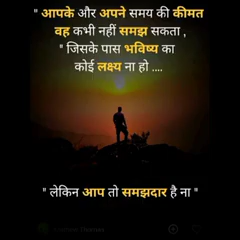 " आपके और अपने समय की कीमत
वह कभी नहीं समझ सकता ,
" जिसके पास भविष्य का
कोई लक्ष्य ना हो ....
" लेकिन आप तो समझदार है ना "